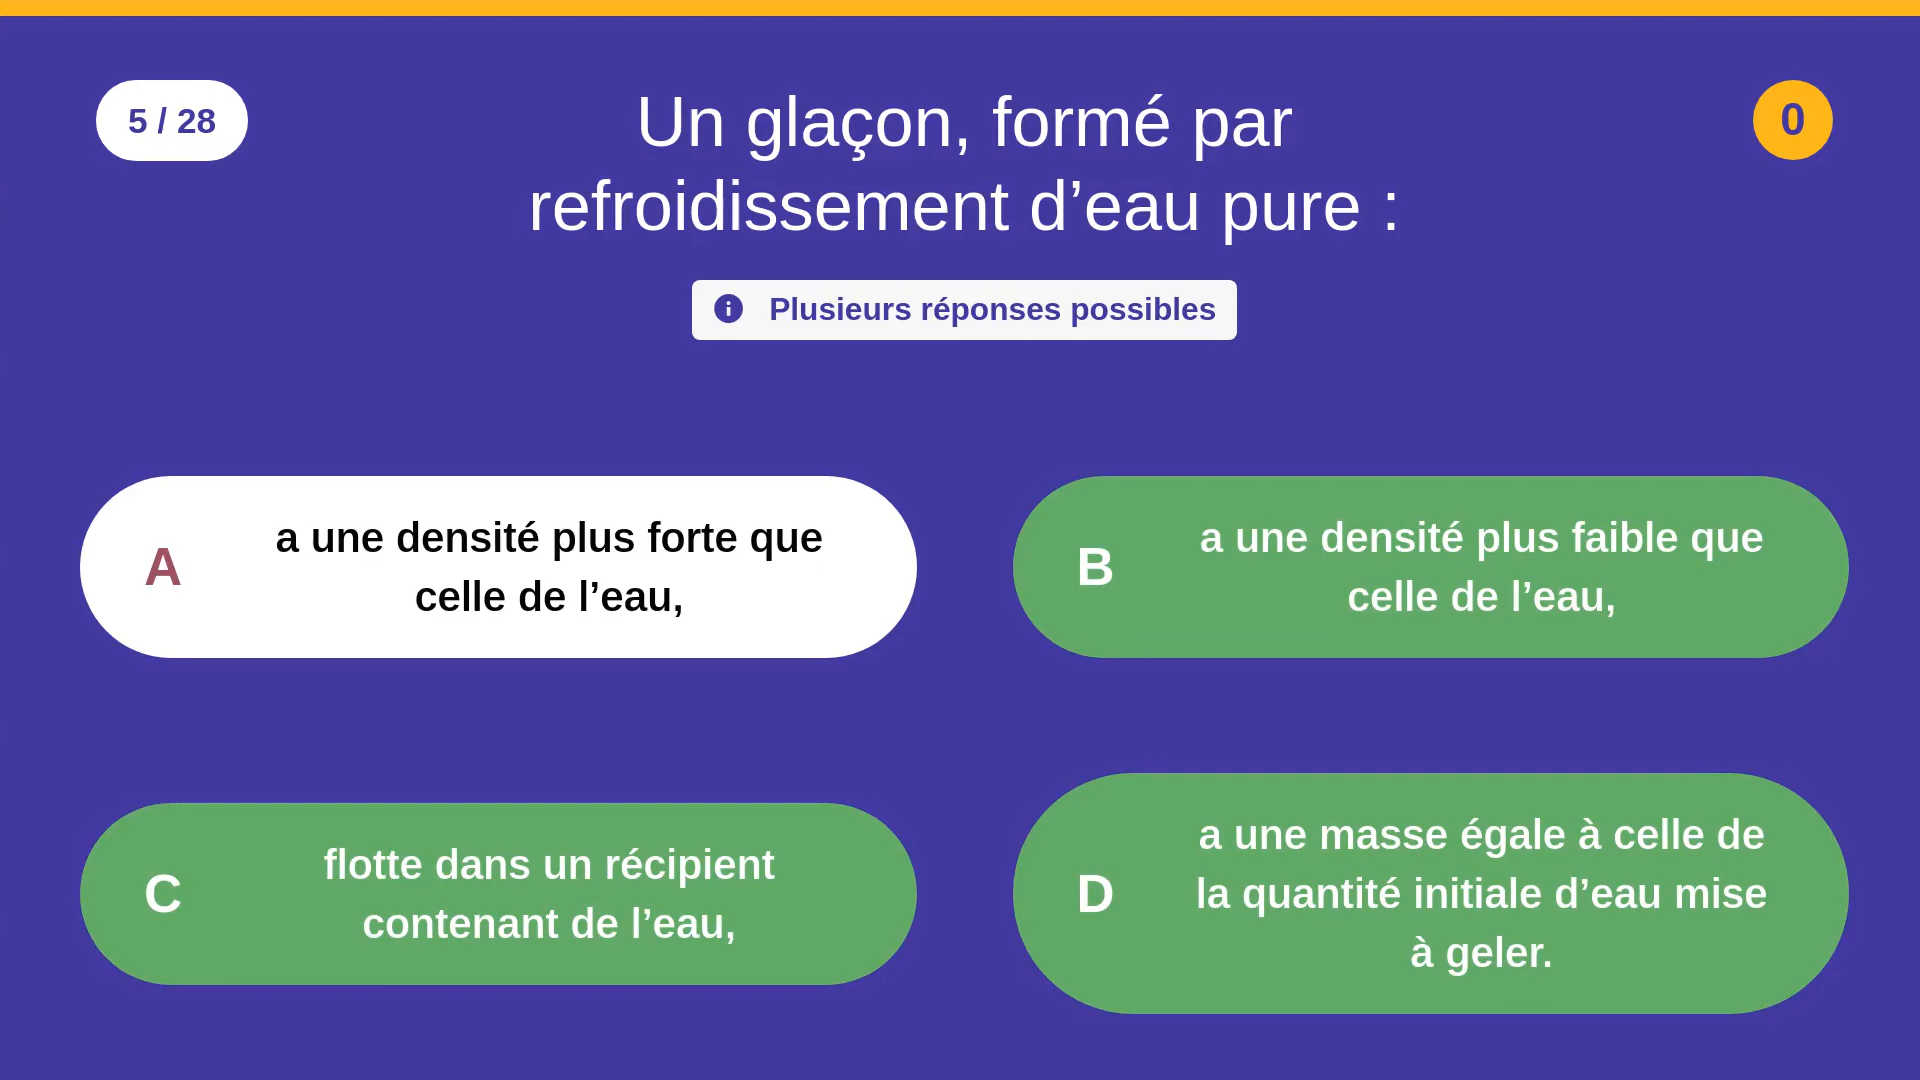 5 / 28
Un glaçon, formé par
refroidissement d’eau pure :
0
Plusieurs réponses possibles
A
a une densité plus forte que
celle de l’eau,
B
a une densité plus faible que
celle de l’eau,
C
flotte dans un récipient
contenant de l’eau,
D
a une masse égale à celle de
la quantité initiale d’eau mise
à geler.